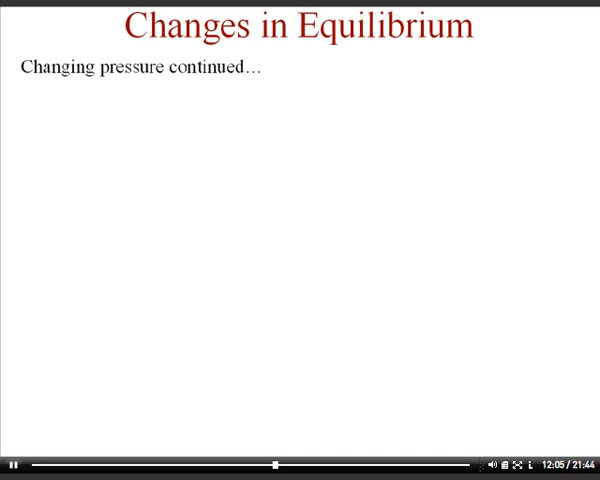 Changes in Equilibrium
Changing pressure continued…
12:05 / 21:44